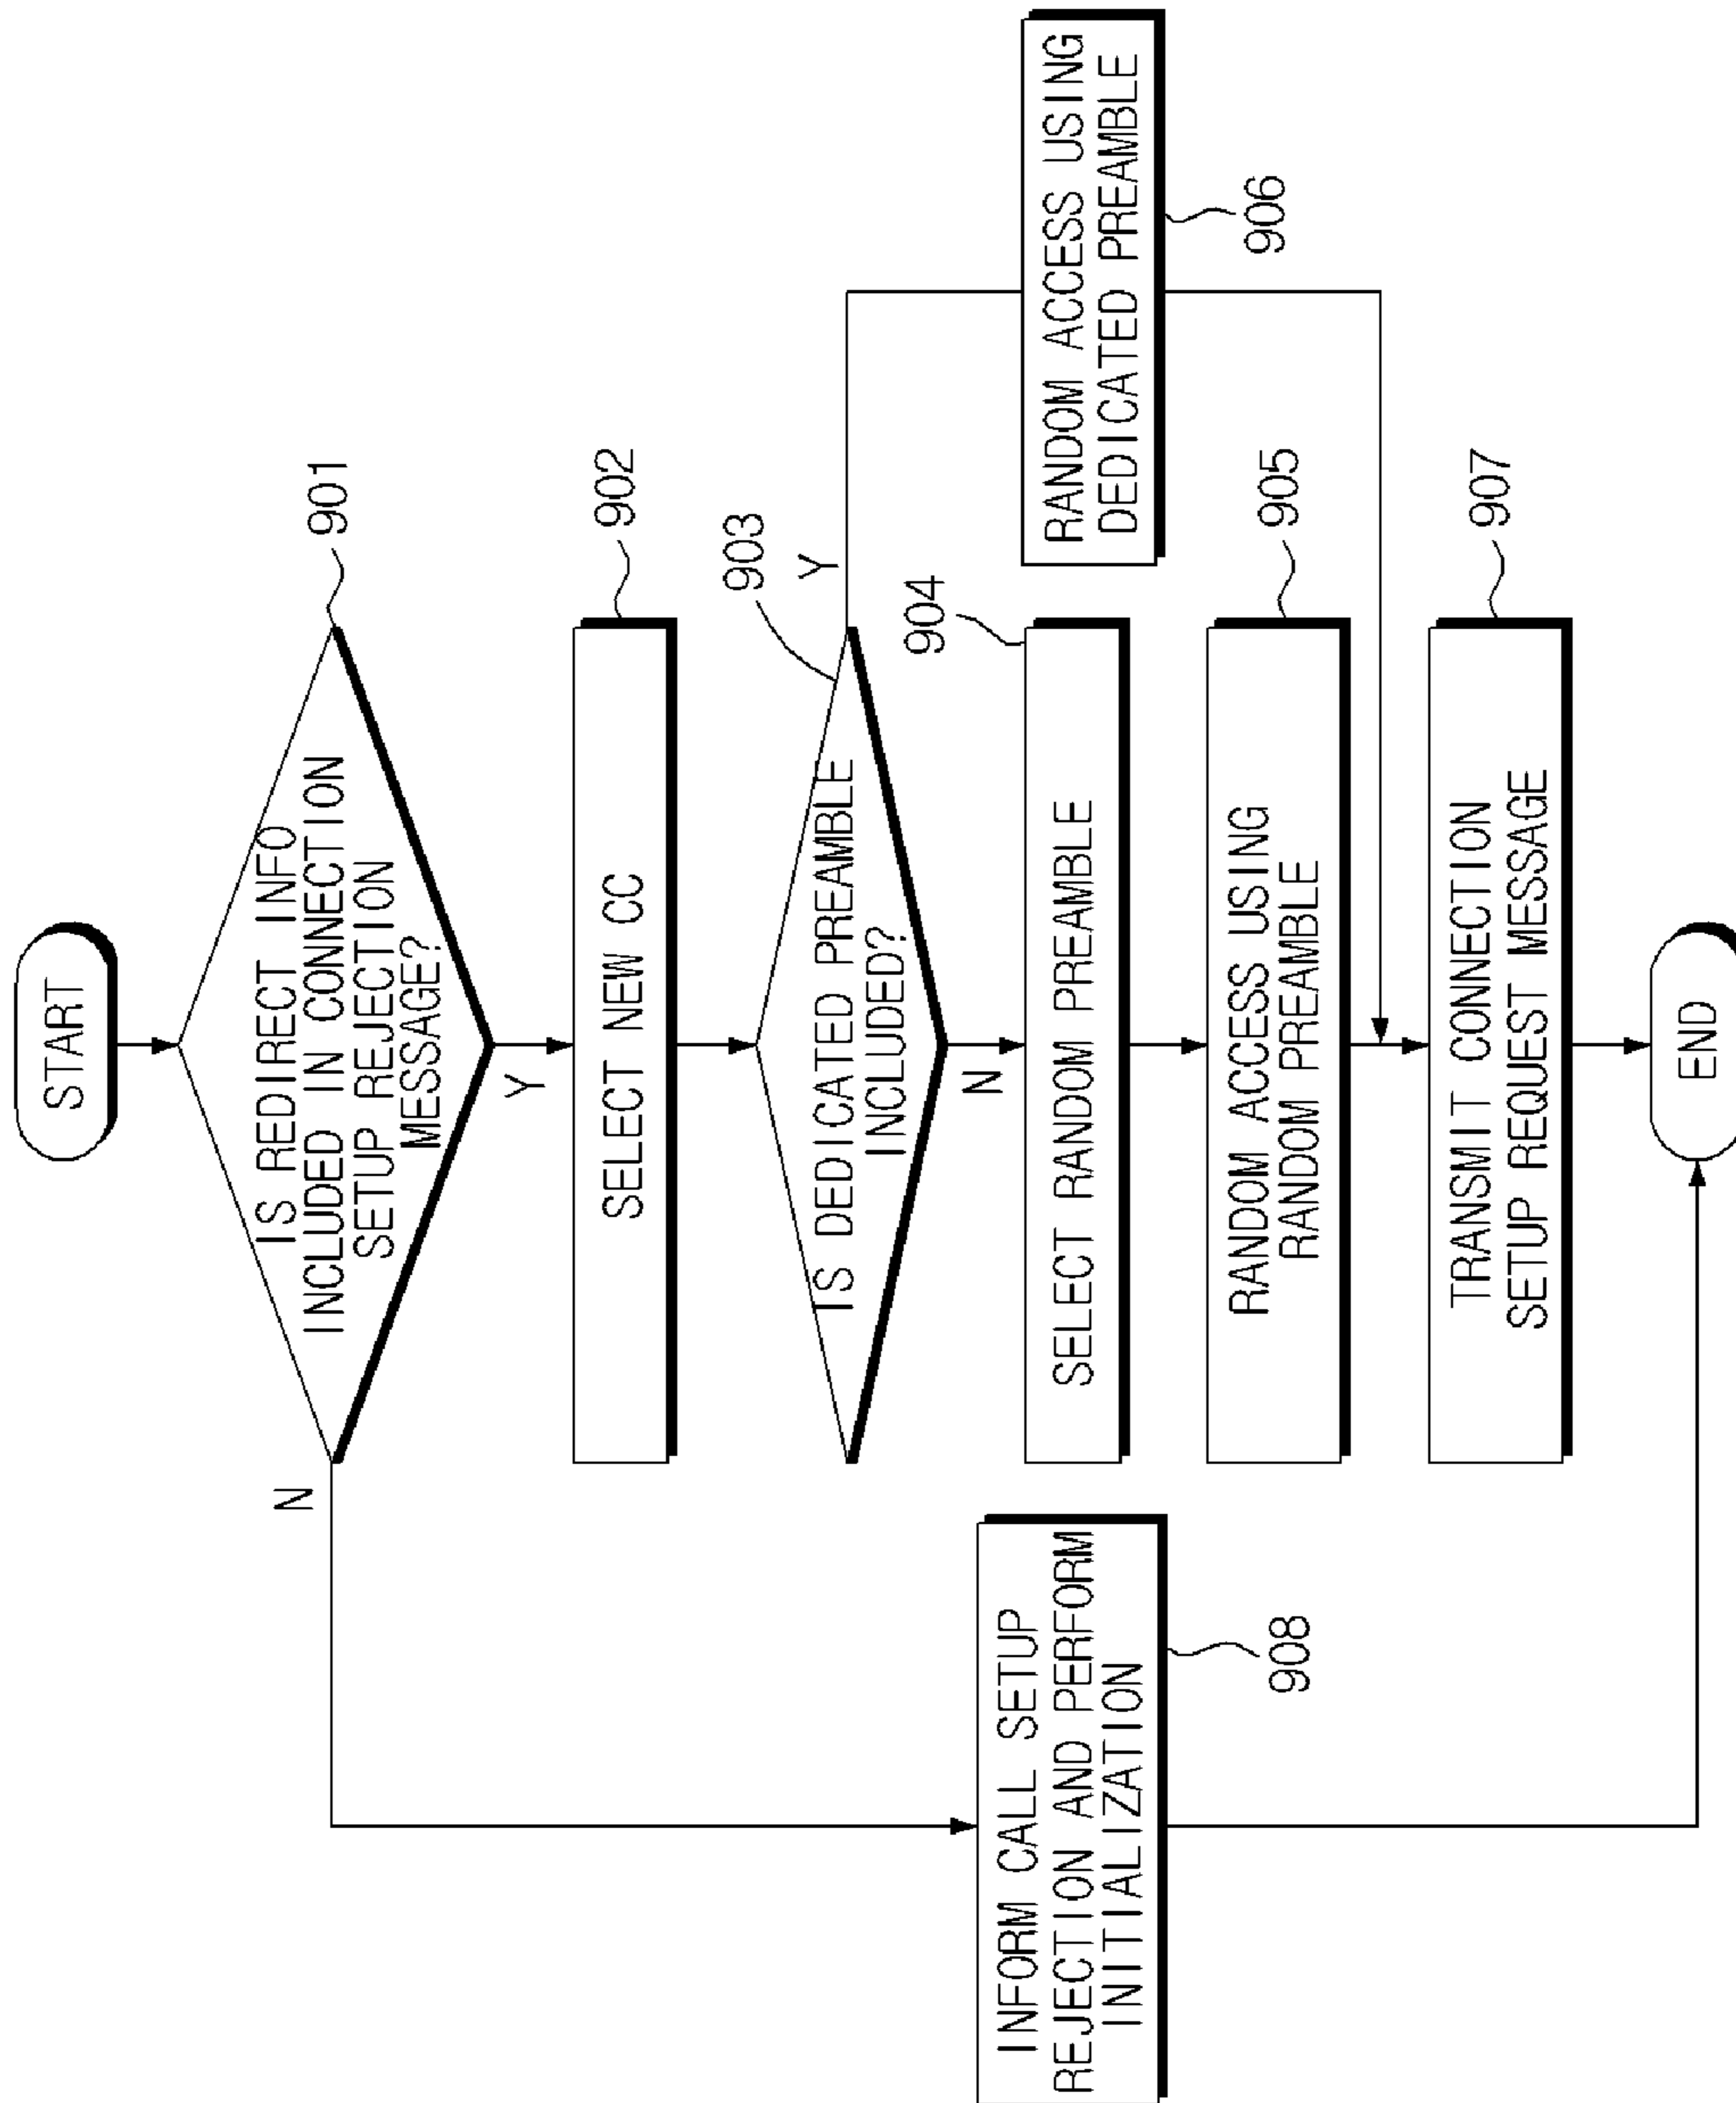 START
IS REDIRECT INFO
INCLUDED IN CONNECTION
SETUP REJECTION
MESSAGE?
901
N
Y
SELECT NEW CC
902
903
IS DEDICATED PREAMBLE
INCLUDED?
Y
N
904
SELECT RANDOM PREAMBLE
INFORM CALL SETUP
REJECTION AND PERFORM
INITIALIZATION
908
RANDOM ACCESS USING
DEDICATED PREAMBLE
906
RANDOM ACCESS USING
RANDOM PREAMBLE
905
TRANSMIT CONNECTION
SETUP REQUEST MESSAGE
907
END